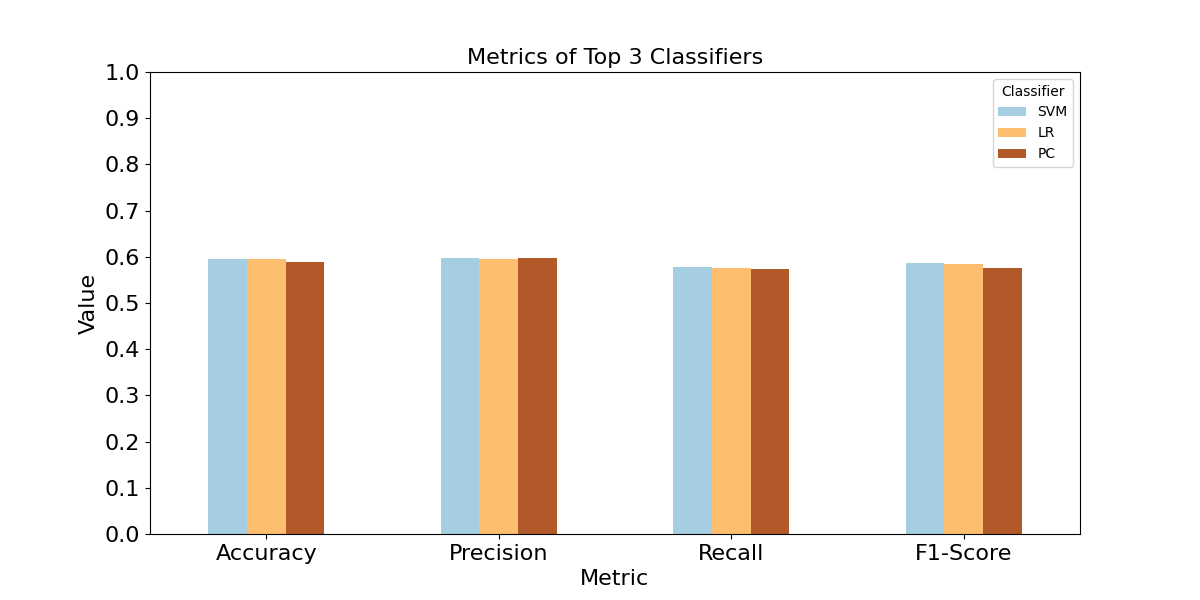 Metrics of Top 3 Classifiers
1.0
0.9
0.8
0.7
0.6
0.5
0.4
0.3
0.2
0.1
0.0
Value
Classifier
SVM
LR
PC
Accuracy Precision Recall F1-Score
Metric